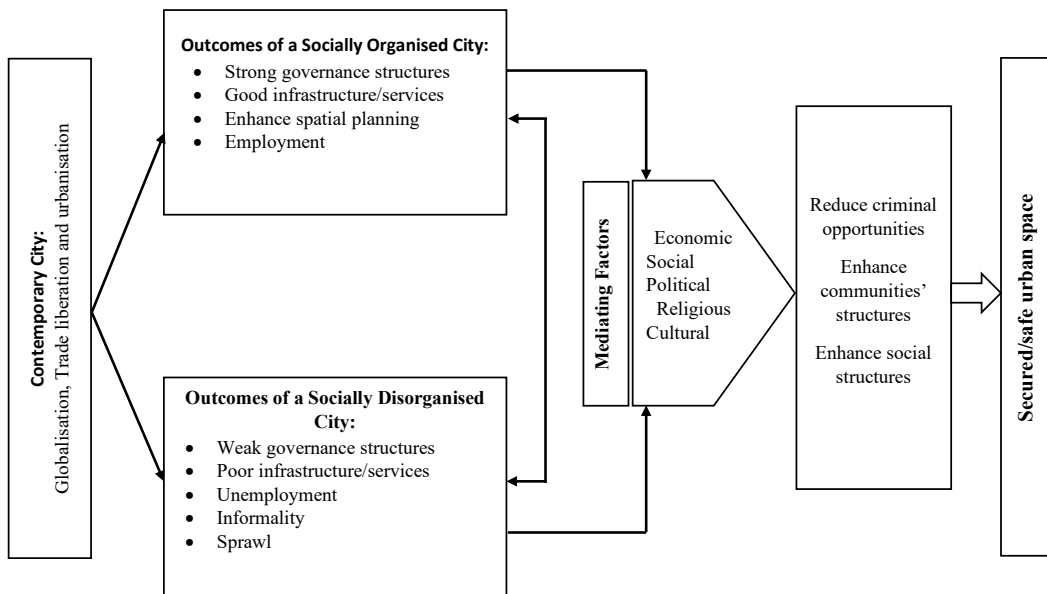 Contemporary City:
Globalisation, Trade liberation and urbanisation
Outcomes of a Socially Organised City:
• Strong governance structures
• Good infrastructure/services
• Enhance spatial planning
• Employment
Outcomes of a Socially Disorganised
City:
• Weak governance structures
• Poor infrastructure/services
• Unemployment
• Informality
• Sprawl
Mediating Factors
Economic
Social
Political
Religious
Cultural
Reduce criminal
opportunities
Enhance
communities’
structures
Enhance social
structures
Secured/safe urban space